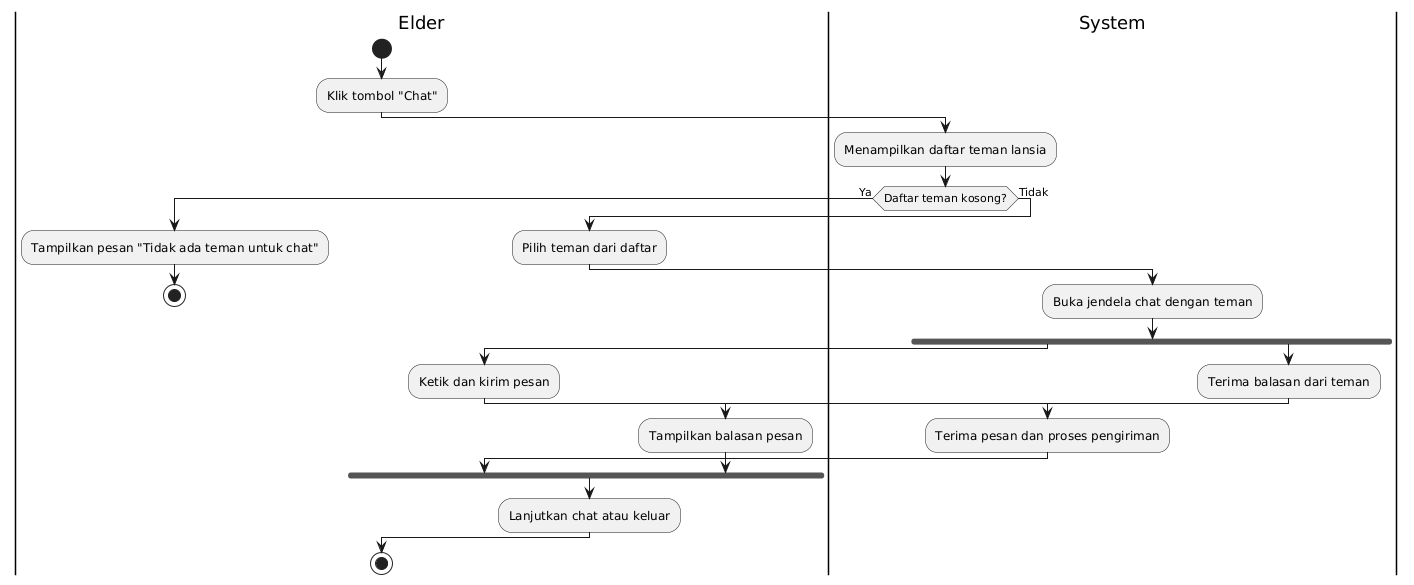 Elder
System
Klik tombol "Chat"
Menampilkan daftar teman lansia
Ya
Daftar teman kosong?
Tidak
Tampilkan pesan "Tidak ada teman untuk chat"
Pilih teman dari daftar
Buka jendela chat dengan teman
Ketik dan kirim pesan
Terima balasan dari teman
Tampilkan balasan pesan
Terima pesan dan proses pengiriman
Lanjutkan chat atau keluar